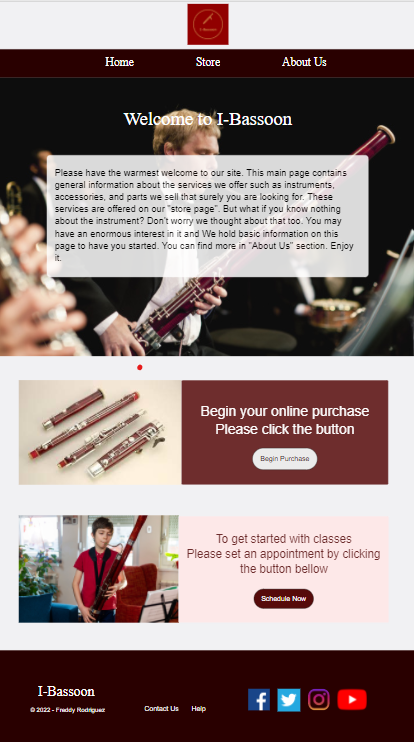 I-Bassoon
Home Store About Us
Welcome to I-Bassoon
Please have the warmest welcome to our site. This main page contains
general information about the services we offer such as instruments,
accessories, and parts we sell that surely you are looking for. These
services are offered on our "store page". But what if you know nothing
about the instrument? Don't worry we thought about that too. You may
have an enormous interest in it and We hold basic information on this
page to have you started. You can find more in "About Us" section. Enjoy
it.
Begin your online purchase
Please click the button
Begin Purchase
To get started with classes
Please set an appointment by clicking
the button bellow
Schedule Now
I-Bassoon
© 2022 - Freddy Rodriguez
Contact Us Help